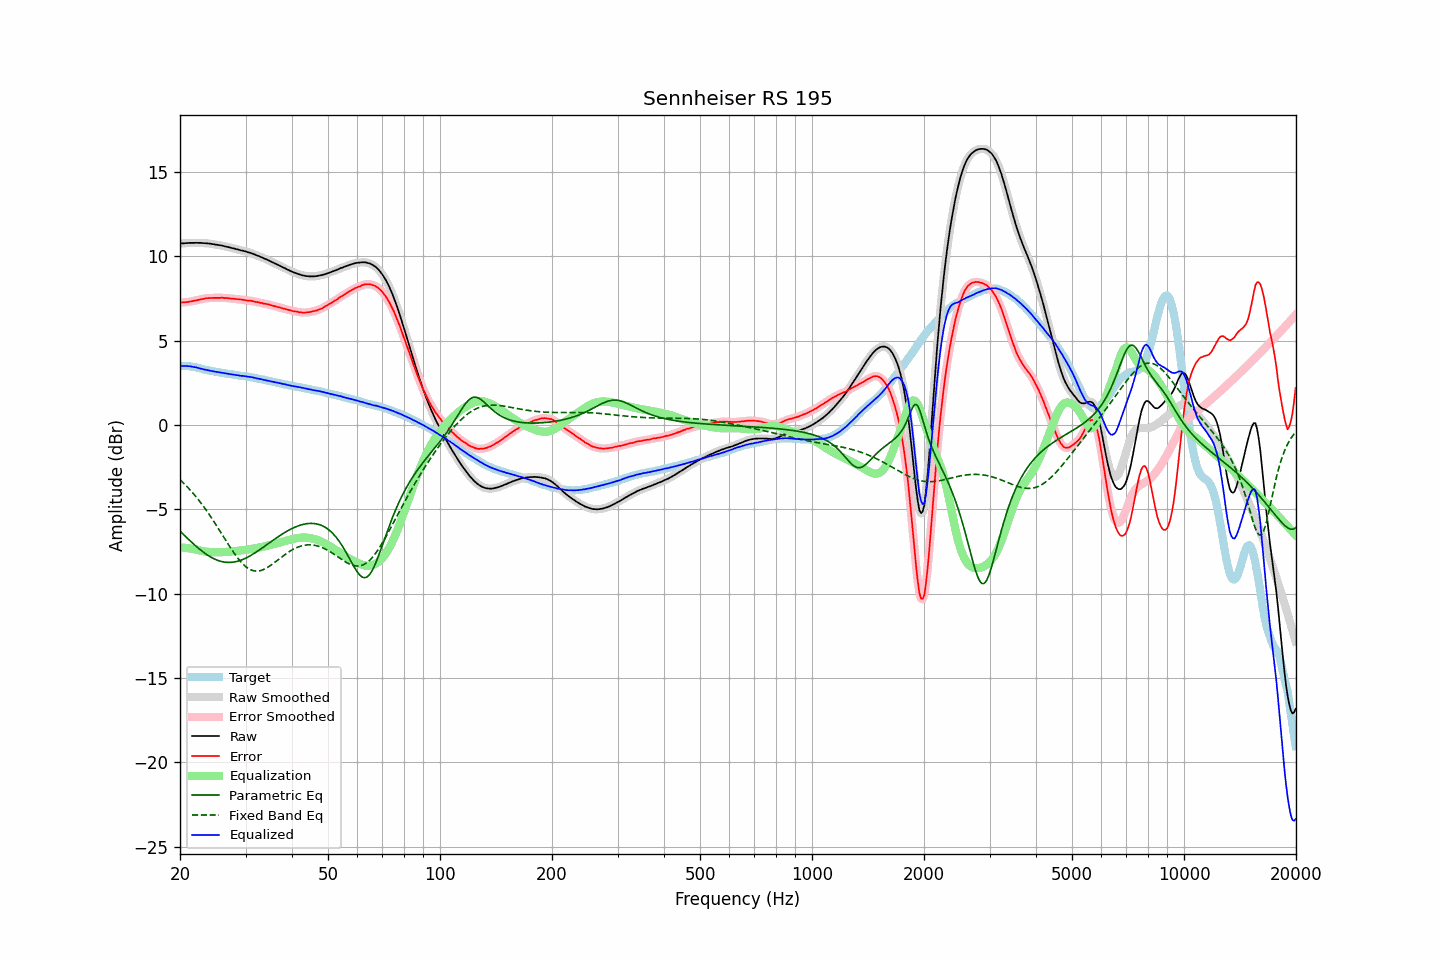 Sennheiser RS 195
Amplitude (dBr)
15
10
5
0
−5
−10
−15
−20
−25
Target
Raw Smoothed
Error Smoothed
Raw
Error
Equalization
Parametric Eq
Fixed Band Eq
Equalized
20 50 100 200 500 1000 2000 5000 10000 20000
Frequency (Hz)